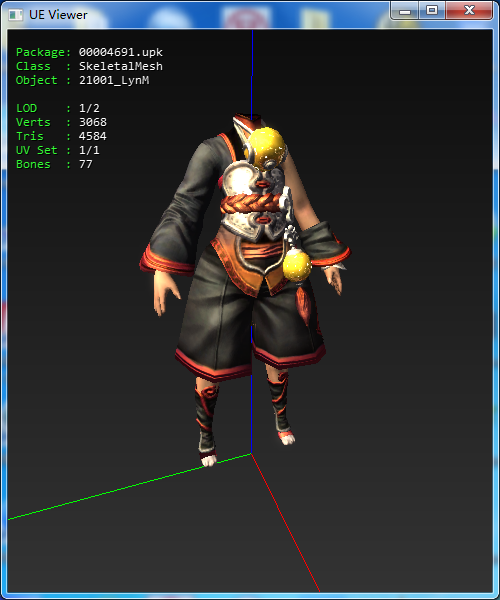 UE Viewer
Package: 00004691.upk
Class : SkeletalMesh
Object : 21001_LynM
LOD : 1/2
Verts : 3068
Tris : 4584
UV Set : 1/1
Bones : 77